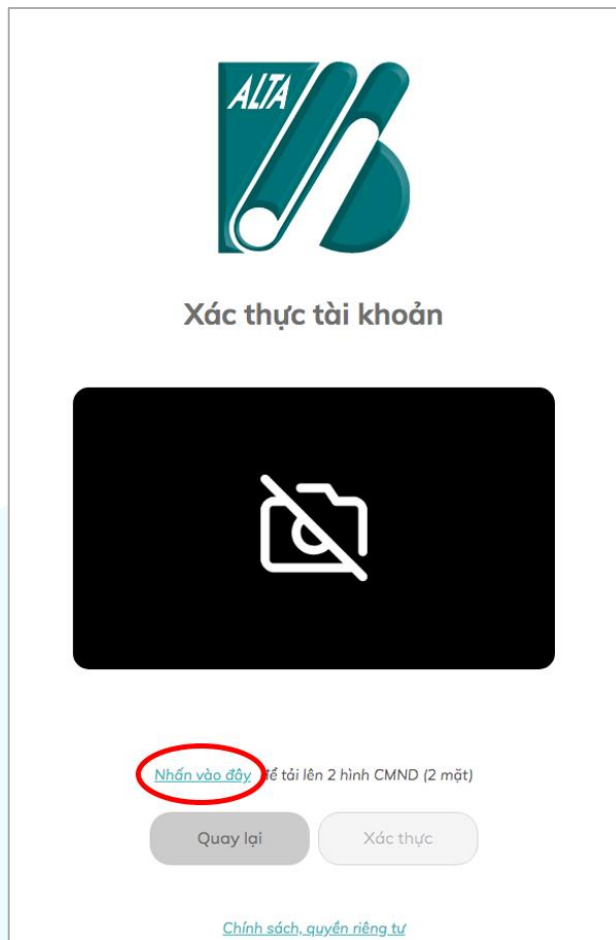 ALTA
Xác thực tài khoản
Nhấn vào đây để tải lên 2 hình CMND (2 mặt)
Quay lại
Xác thực
Chính sách, quyền riêng tư